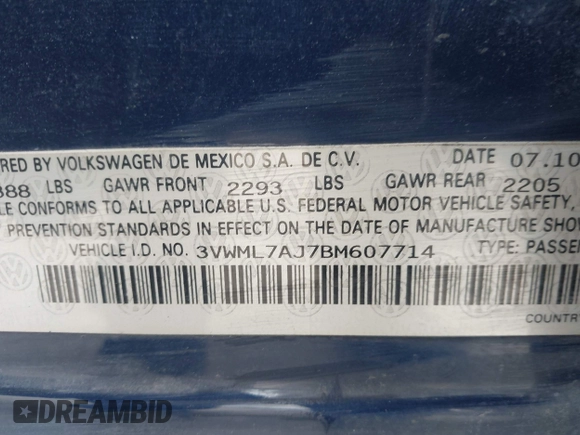 RED BY VOLKSWAGEN DE MEXICO S.A. DE C.V. DATE 07.10
388 LBS GAWR FRONT 2293 LBS GAWR REAR 2205
LE CONFORMS TO ALL APPLICABLE U.S. FEDERAL MOTOR VEHICLE SAFETY,
PREVENTION STANDARDS IN EFFECT ON THE DATE OF MANUFACTURE SHOW
VEHICLE I.D. NO. 3VWML7AJ7BM607714 TYPE: PASSE
COUNTR
DREAMBID